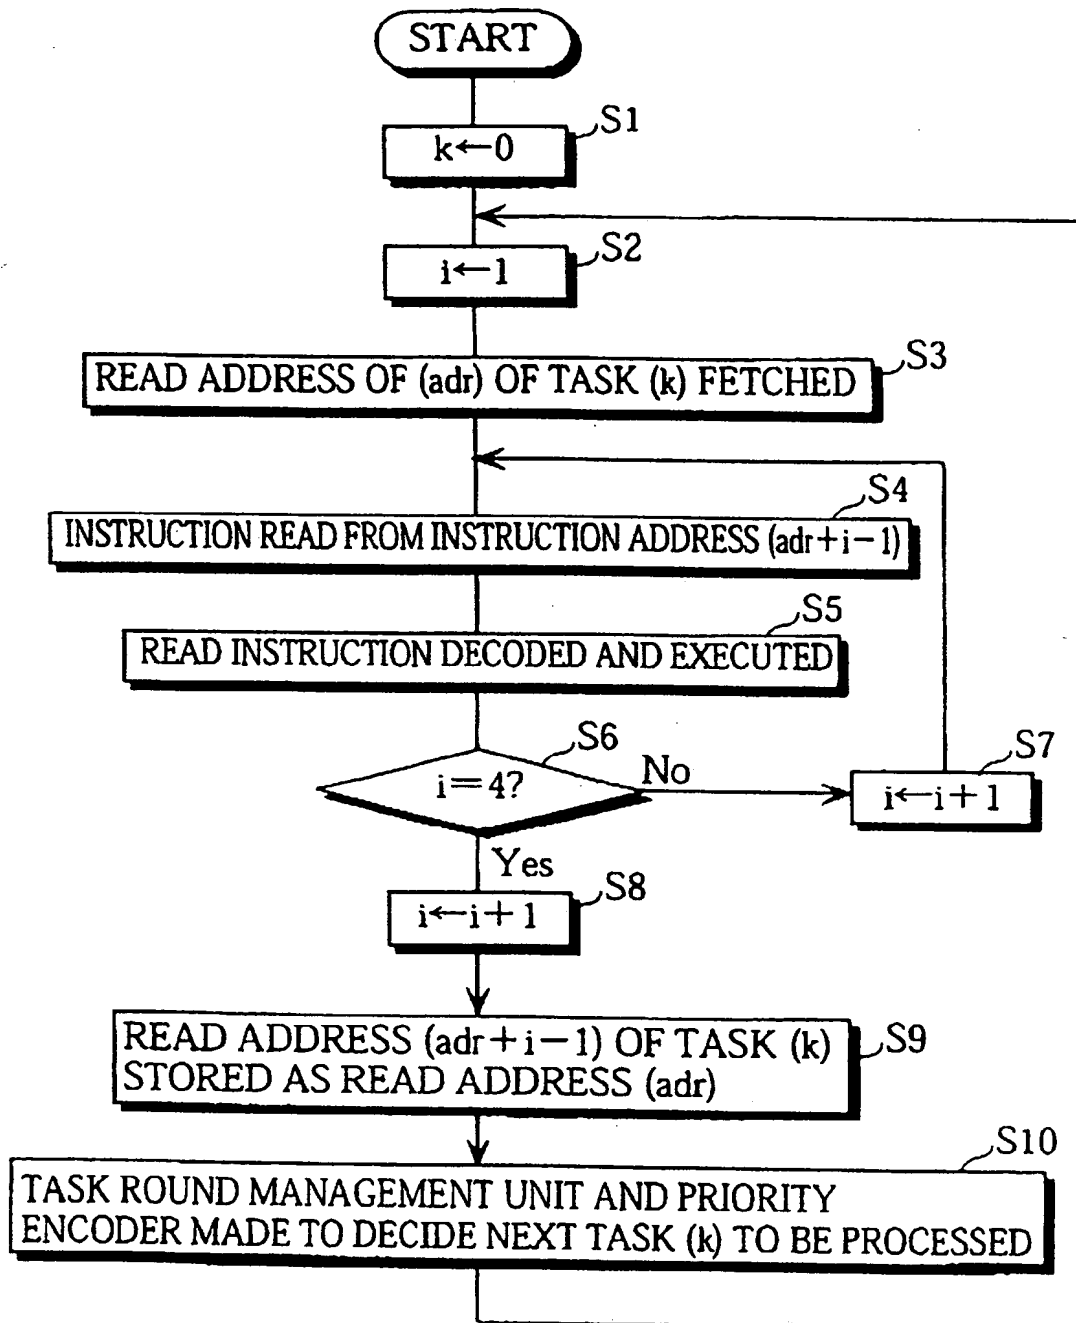 START
S1
k←0
S2
i←1
S3
READ ADDRESS OF (adr) OF TASK (k) FETCHED
S4
INSTRUCTION READ FROM INSTRUCTION ADDRESS (adr+i−1)
S5
READ INSTRUCTION DECODED AND EXECUTED
S6
i=4?
No
S7
i←i+1
Yes
S8
i←i+1
READ ADDRESS (adr+i−1) OF TASK (k)
STORED AS READ ADDRESS (adr)
S9
S10
TASK ROUND MANAGEMENT UNIT AND PRIORITY
ENCODER MADE TO DECIDE NEXT TASK (k) TO BE PROCESSED